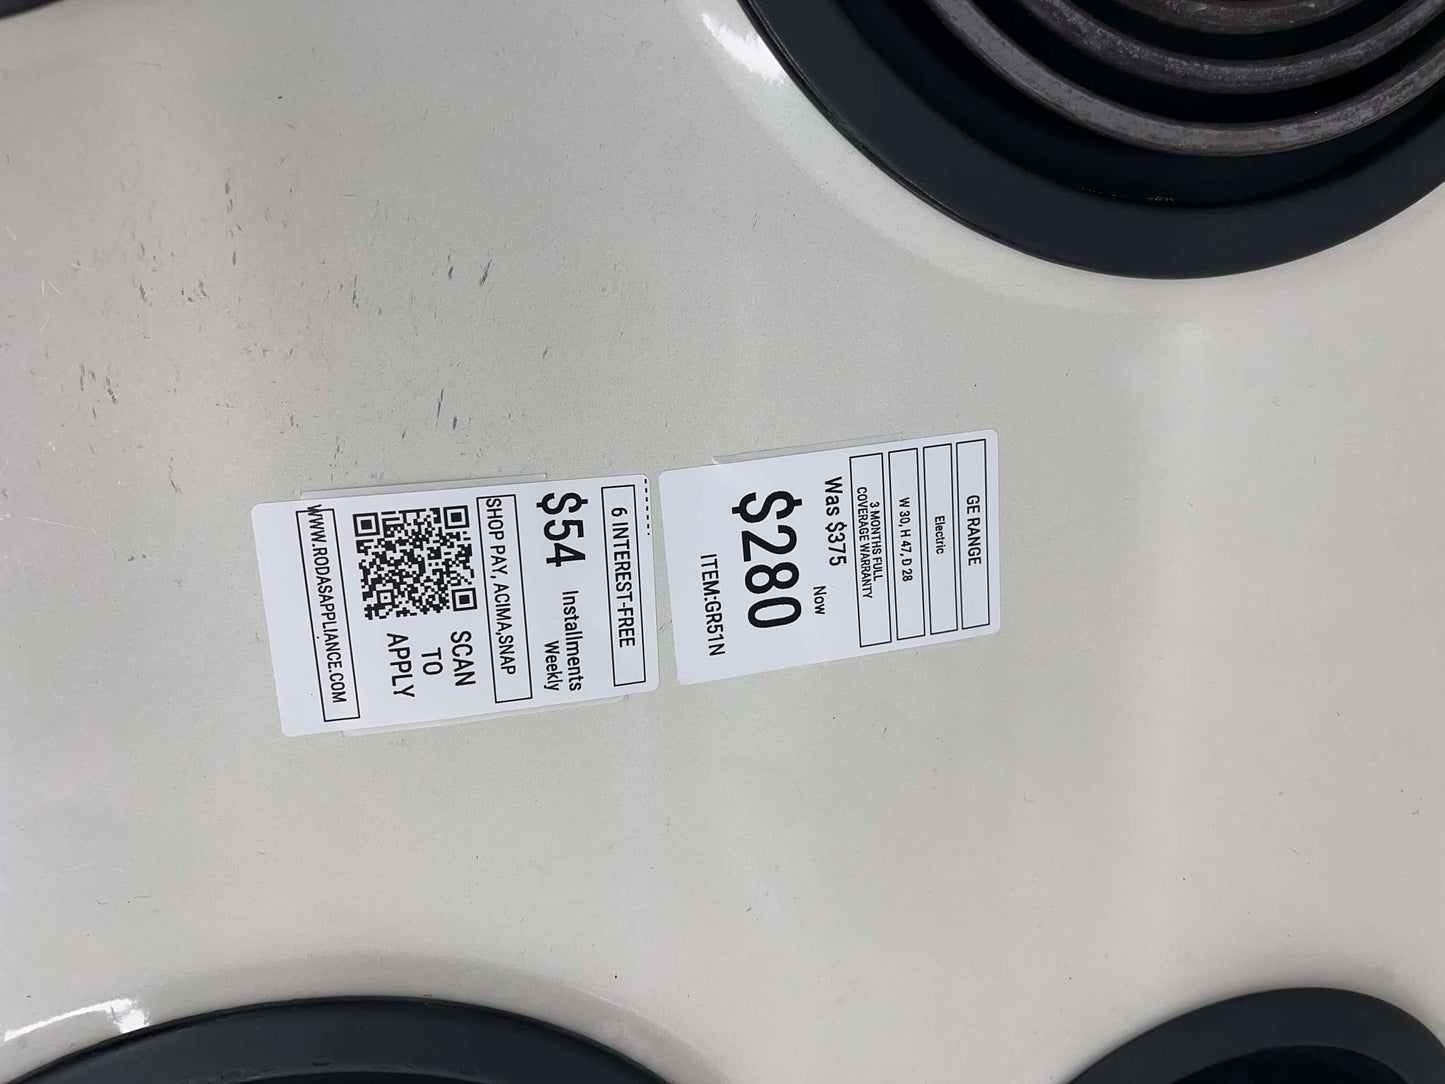 GE RANGE
Electric
W 30, H 47, D 28
3 MONTHS FULL
COVERAGE WARRANTY
Was $375
Now
$280
ITEM:GR51N
6 INTEREST-FREE
$54
Installments
Weekly
SHOP PAY, ACIMA,SNAP
SCAN
TO
APPLY
WWW.RODASAPPLIANCE.COM